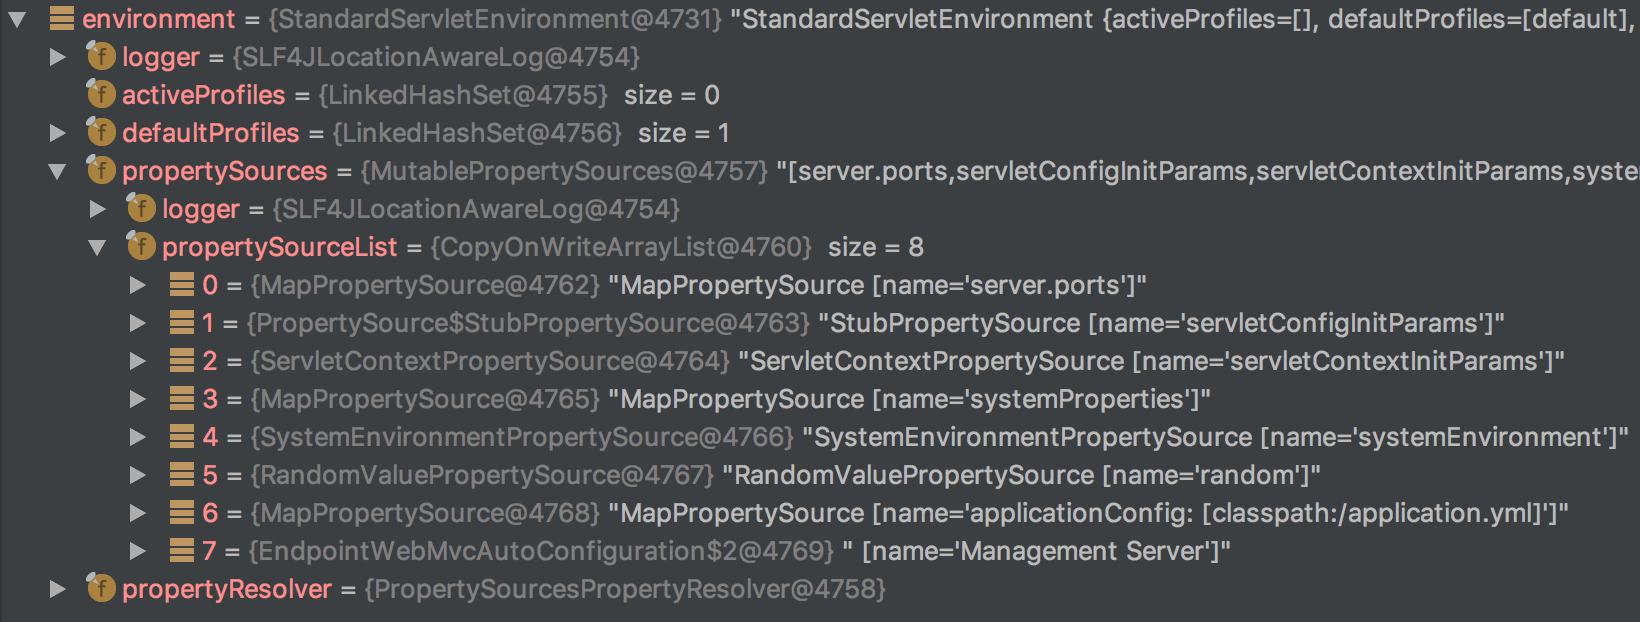 environment = {StandardServletEnvironment@4731} "StandardServletEnvironment {activeProfiles=[], defaultProfiles=[default],
f logger = {SLF4JLocationAwareLog@4754}
f activeProfiles = {LinkedHashSet@4755} size = 0
f defaultProfiles = {LinkedHashSet@4756} size = 1
f propertySources = {MutablePropertySources@4757} "[server.ports,servletConfigInitParams,servletContextInitParams,syste
f logger = {SLF4JLocationAwareLog@4754}
f propertySourceList = {CopyOnWriteArrayList@4760} size = 8
0 = {MapPropertySource@4762} "MapPropertySource [name='server.ports']"
1 = {PropertySource$StubPropertySource@4763} "StubPropertySource [name='servletConfigInitParams']"
2 = {ServletContextPropertySource@4764} "ServletContextPropertySource [name='servletContextInitParams']"
3 = {MapPropertySource@4765} "MapPropertySource [name='systemProperties']"
4 = {SystemEnvironmentPropertySource@4766} "SystemEnvironmentPropertySource [name='systemEnvironment']"
5 = {RandomValuePropertySource@4767} "RandomValuePropertySource [name='random']"
6 = {MapPropertySource@4768} "MapPropertySource [name='applicationConfig: [classpath:/application.yml]']"
7 = {EndpointWebMvcAutoConfiguration$2@4769} " [name='Management Server']"
f propertyResolver = {PropertySourcesPropertyResolver@4758}